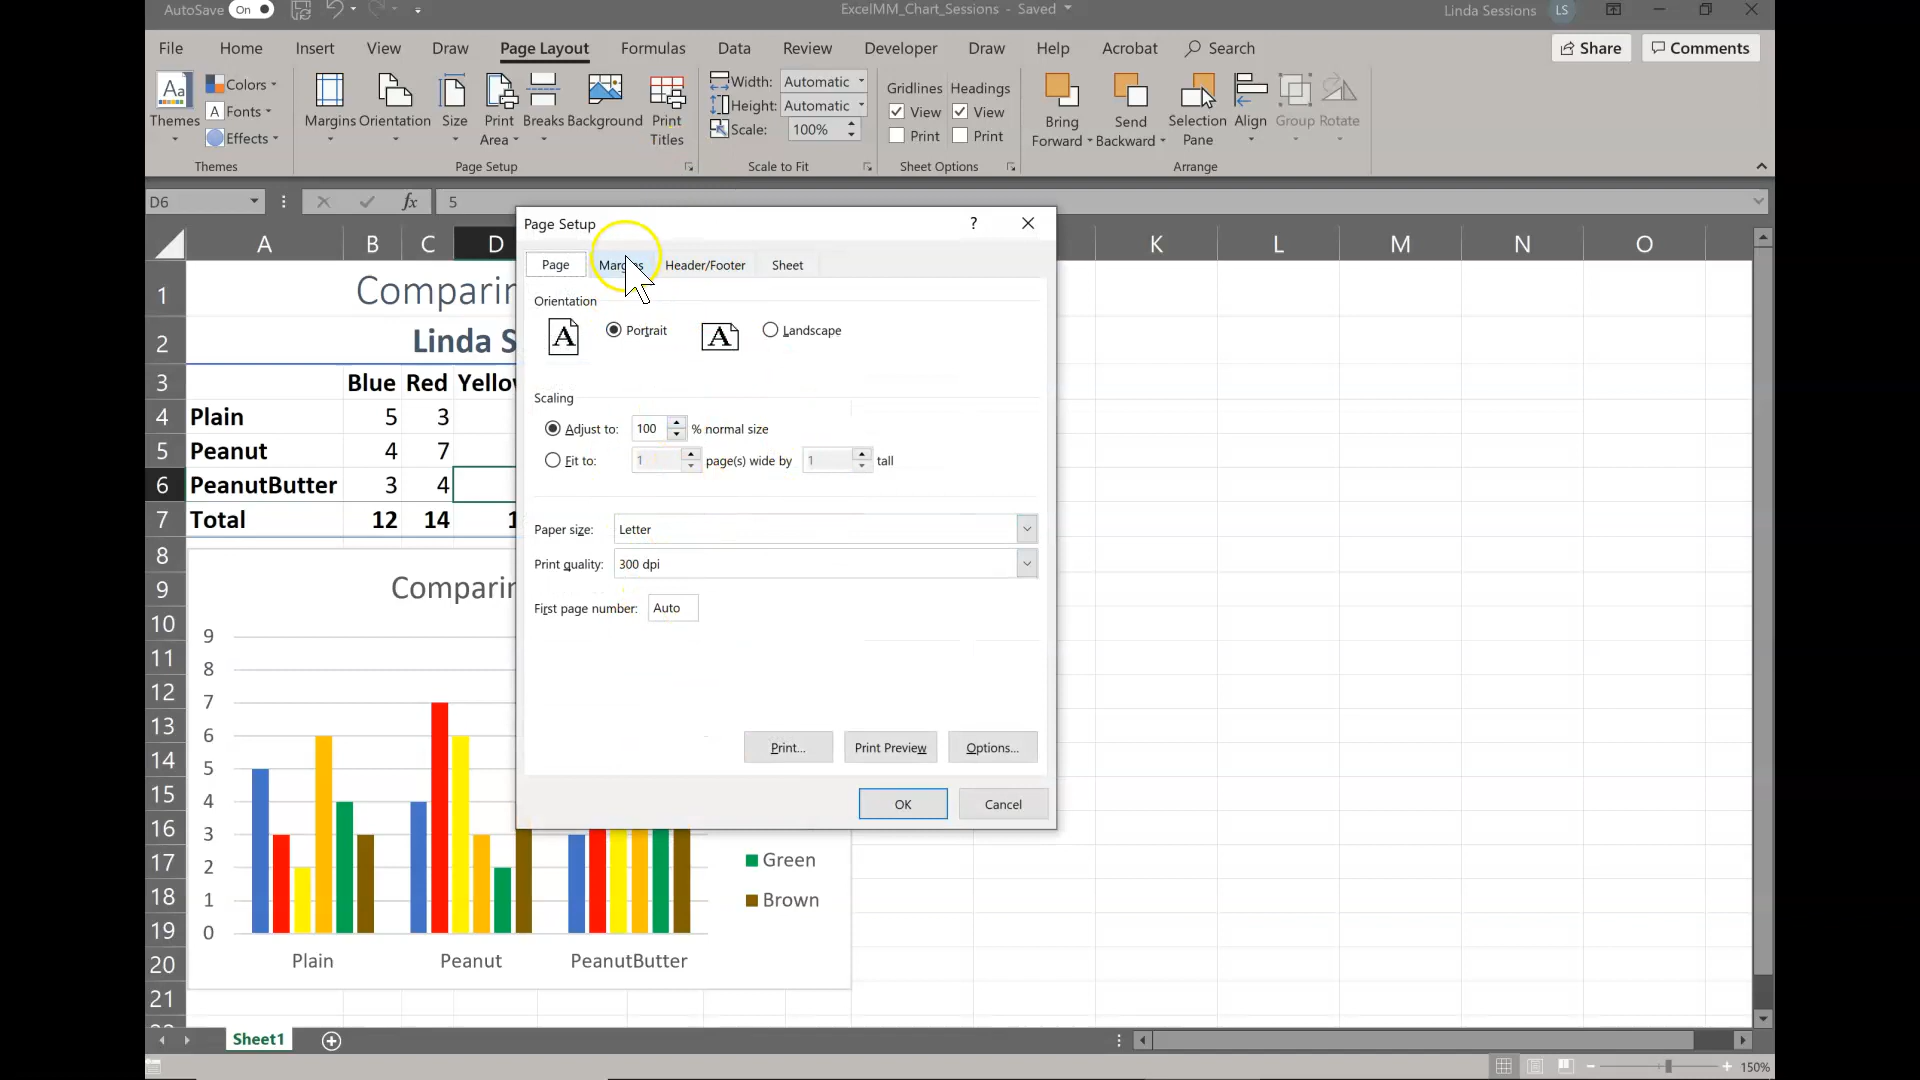 AutoSave On ExcelMM_Chart_Sessions - Saved Linda Sessions LS
File Home Insert View Draw Page Layout Formulas Data Review Developer Draw Help Acrobat Search Share Comments
Aa Colors Width: Automatic Gridlines Headings
A Fonts Height: Automatic View View
Themes Effects Margins Orientation Size Print Area Breaks Background Print Titles Scale: 100% Print Print Bring Forward Send Backward Selection Pane Align Group Rotate
Themes Page Setup Scale to Fit Sheet Options Arrange
D6 fx 5
Page Setup ? 
A B C D K L M N O
Page Header/Footer Sheet
1
Orientation
A Portrait A Landscape
2 Linda S
3 Blue Red
Scaling
4 Plain 5 3
Adjust to: 100 % normal size
5 Peanut 4 7
Fit to: 1 page(s) wide by 1 tall
6 PeanutButter 3 4
7 Total 12 14 1
Paper size: Letter
8
Print quality: 300 dpi
9
First page number: Auto
10
9
11
8
12
7
13
6
Print... Print Preview Options...
14
5
15
4
OK Cancel
16
3
17
2 Green
18
1 Brown
19
0
20 Plain Peanut PeanutButter
21
Sheet1
150%